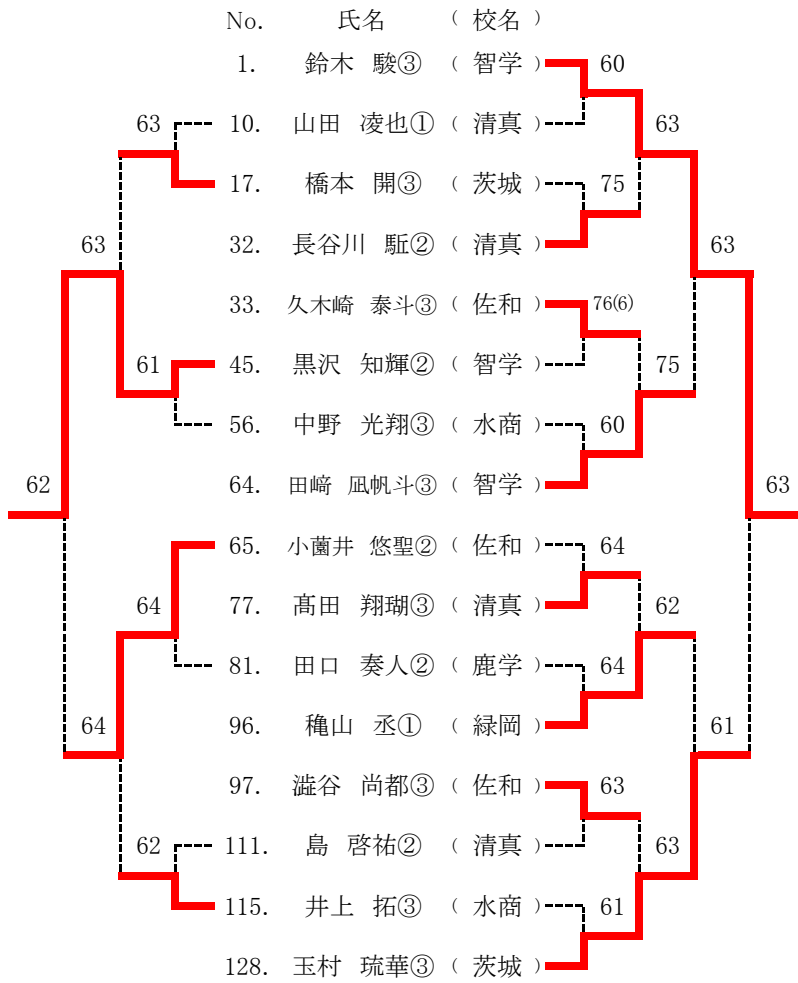 No. 氏名 ( 校名 )
1. 鈴木 駿③ ( 智学 ) 60
63 10. 山田 凌也① ( 清真 ) 63
17. 橋本 開③ ( 茨城 ) 75
63 32. 長谷川 駈② ( 清真 ) 63
33. 久木崎 泰斗③ ( 佐和 ) 76(6)
61 45. 黒沢 知輝② ( 智学 ) 75
56. 中野 光翔③ ( 水商 ) 60
62 64. 田﨑 凪帆斗③ ( 智学 ) 63
65. 小薗井 悠聖② ( 佐和 ) 64
64 77. 髙田 翔瑚③ ( 清真 ) 62
81. 田口 奏人② ( 鹿学 ) 64
64 96. 穐山 丞① ( 緑岡 ) 61
97. 澁谷 尚都③ ( 佐和 ) 63
62 111. 島 啓祐② ( 清真 ) 63
115. 井上 拓③ ( 水商 ) 61
128. 玉村 琉華③ ( 茨城 )